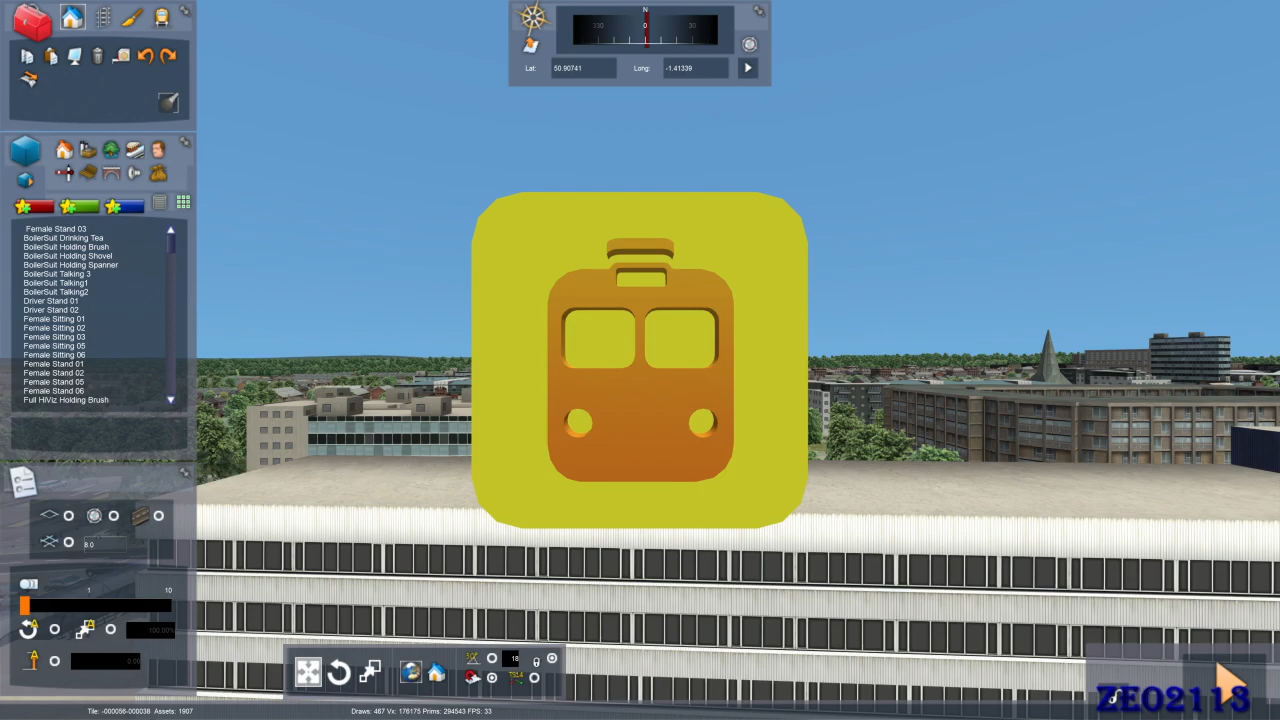 N
330 0 30
Lat: 50.90741 Long: -1.41339
Female Stand 03
BoilerSuit Drinking Tea
BoilerSuit Holding Brush
BoilerSuit Holding Shovel
BoilerSuit Holding Spanner
BoilerSuit Talking 3
BoilerSuit Talking1
BoilerSuit Talking2
Driver Stand 01
Driver Stand 02
Female Sitting 01
Female Sitting 02
Female Sitting 03
Female Sitting 05
Female Sitting 06
Female Stand 01
Female Stand 02
Female Stand 05
Female Stand 06
Full HiViz Holding Brush
8.0
1 10
100.00%
0.00
18
ZEO2113
Tile: -000056-000038 Assets: 1907
Draws: 467 Vx: 176175 Prims: 294543 FPS: 33